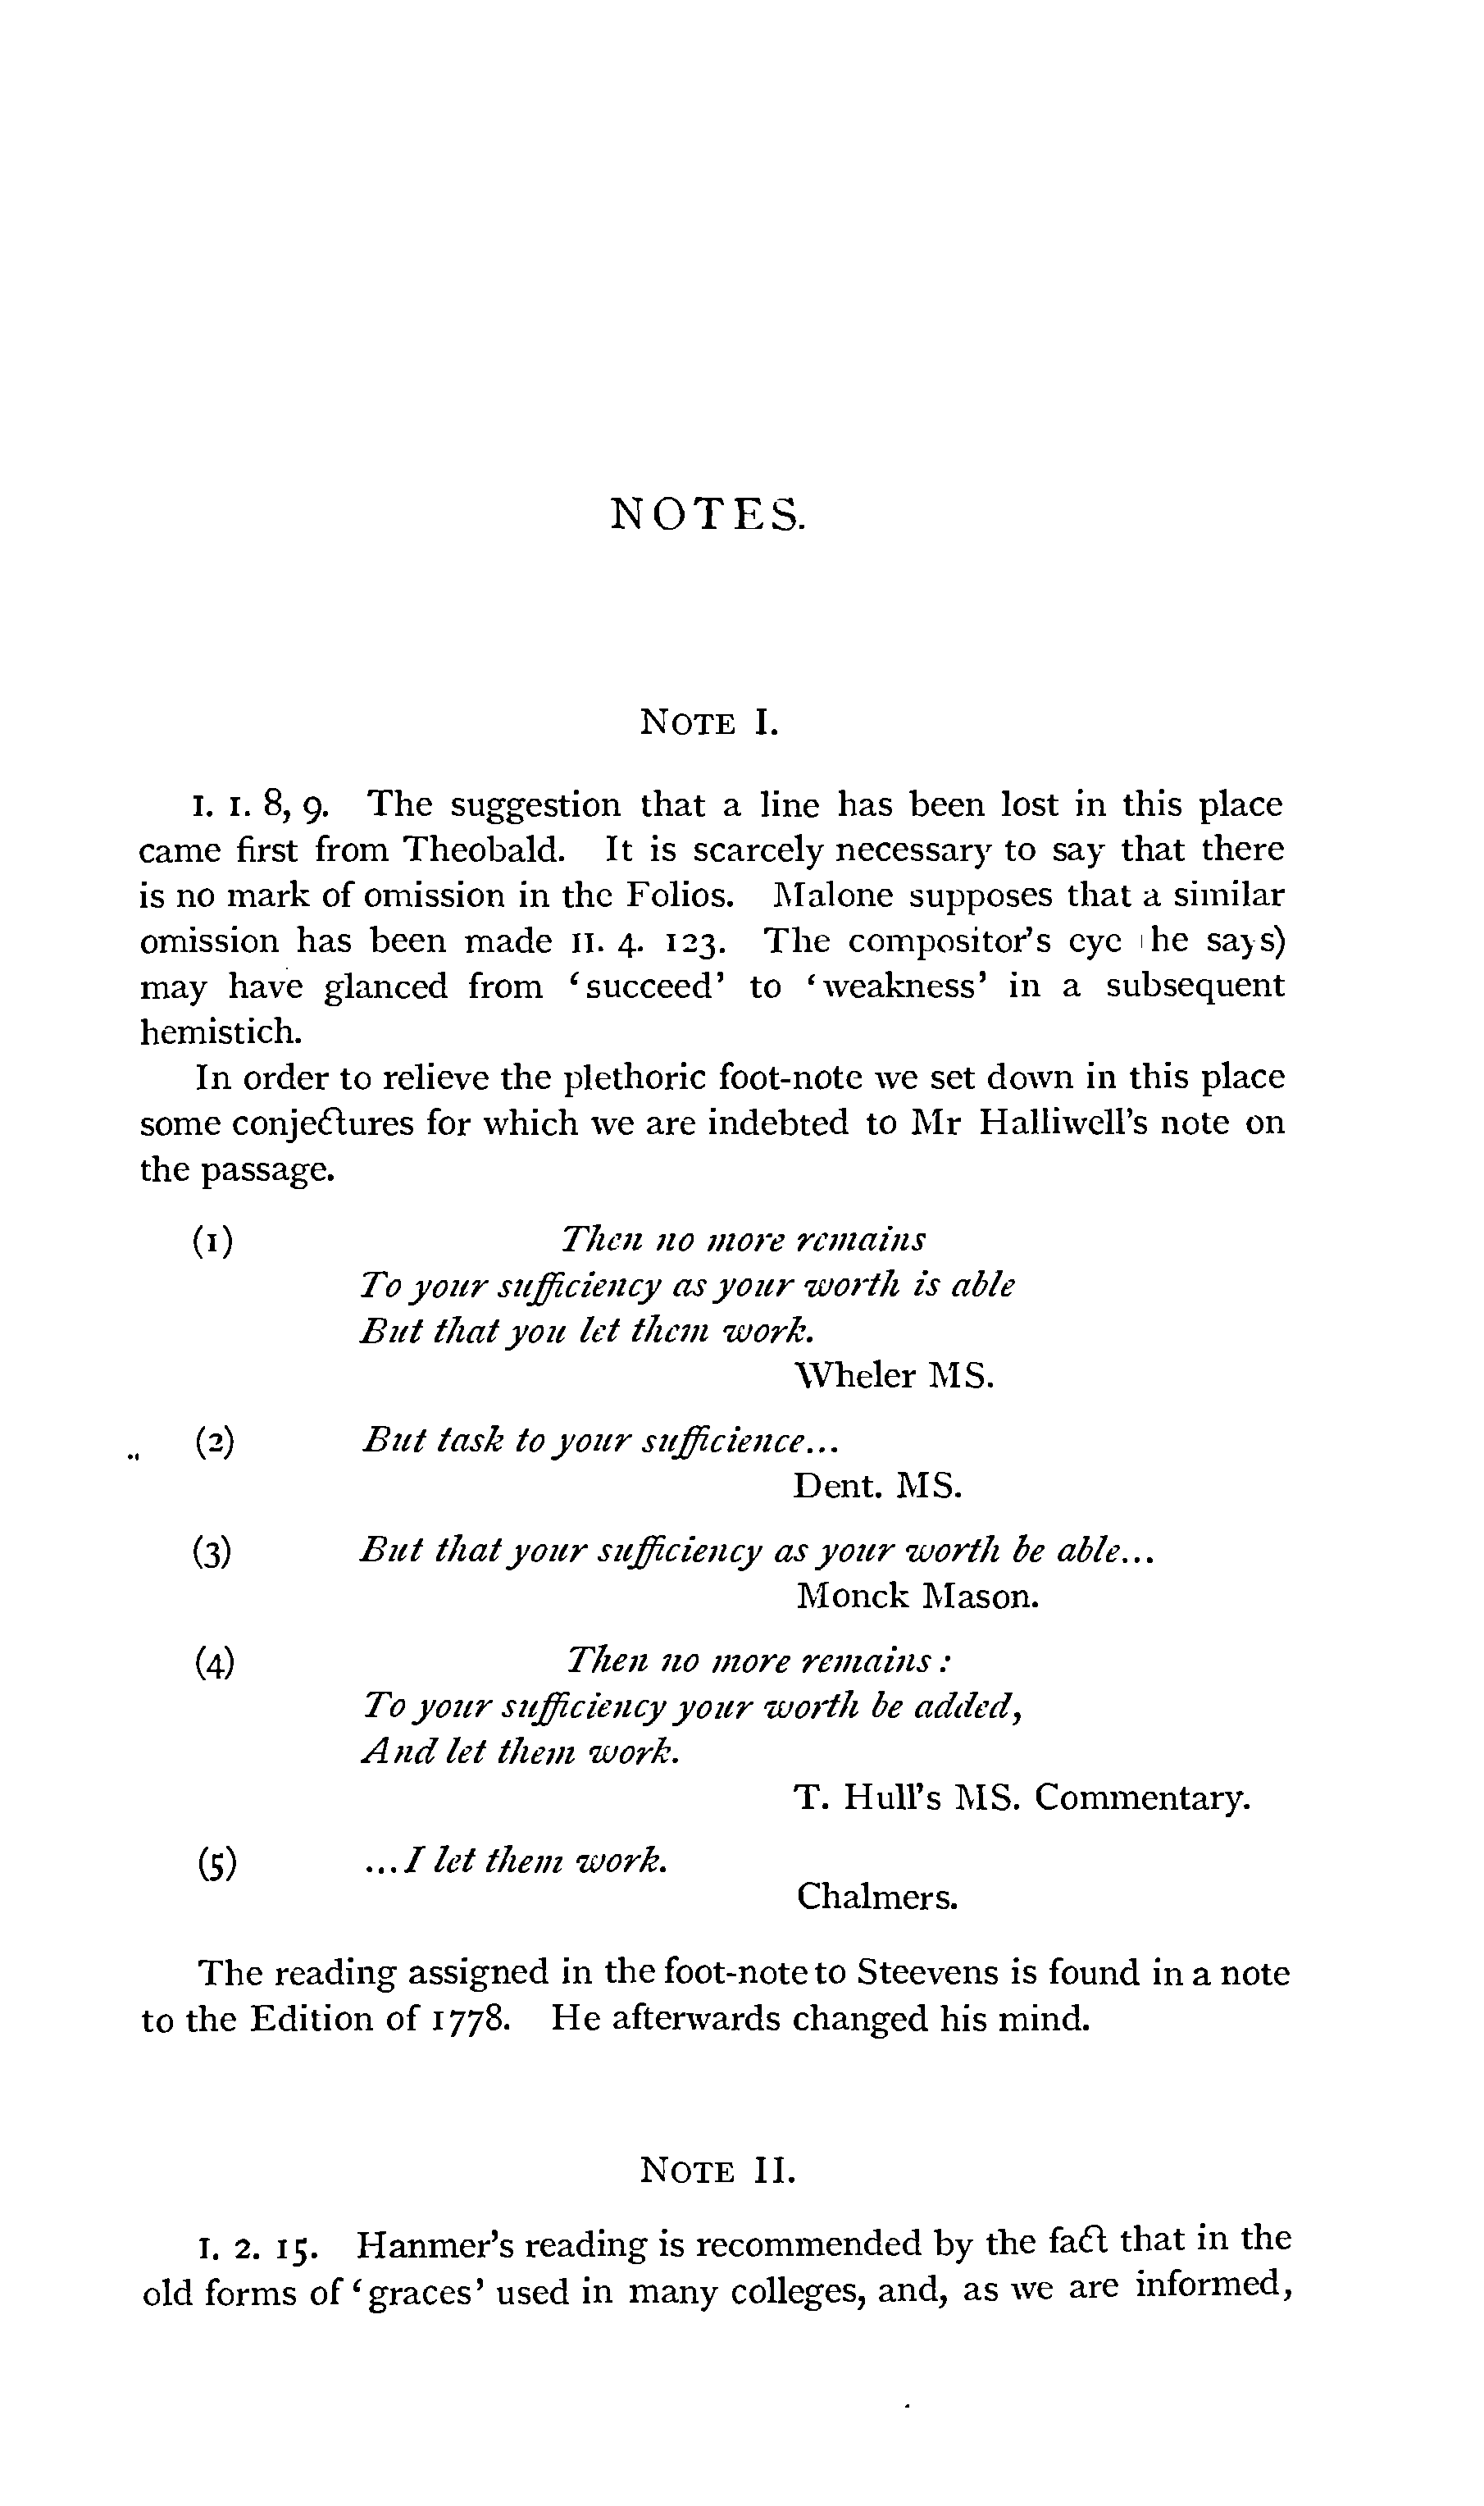 NOTES.
NOTE I.
I. 1. 8, 9. The suggestion that a line has been lost in this place
came first from Theobald. It is scarcely necessary to say that there
is no mark of omission in the Folios. Malone supposes that a similar
omission has been made II. 4. 123. The compositor's eye (he says)
may have glanced from 'succeed' to 'weakness' in a subsequent
hemistich.
In order to relieve the plethoric foot-note we set down in this place
some conjectures for which we are indebted to Mr Halliwell's note on
the passage.
(1) Then no more remains
To your sufficiency as your worth is able
But that you let them work.
Wheler MS.
(2) But task to your sufficience...
Dent. MS.
(3) But that your sufficiency as your worth be able...
Monck Mason.
(4) Then no more remains:
To your sufficiency your worth be added,
And let them work.
T. Hull's MS. Commentary.
(5) ...I let them work.
Chalmers.
The reading assigned in the foot-note to Steevens is found in a note
to the Edition of 1778. He afterwards changed his mind.
NOTE II.
I. 2. 15. Hanmer's reading is recommended by the fact that in the
old forms of 'graces' used in many colleges, and, as we are informed,